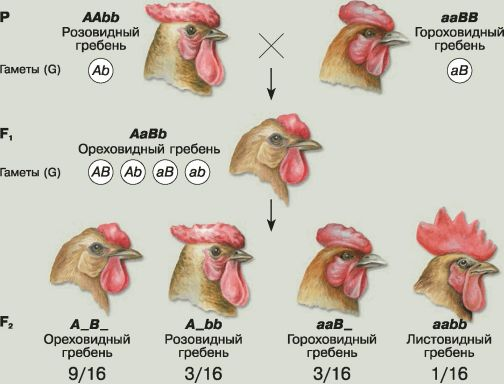 P
AAbb
Розовидный
гребень
aaBB
Гороховидный
гребень
Гаметы (G)
Ab
aB
F₁
AaBb
Ореховидный гребень
Гаметы (G)
AB Ab aB ab
F₂
A_B_
Ореховидный
гребень
9/16
A_bb
Розовидный
гребень
3/16
aaB_
Гороховидный
гребень
3/16
aabb
Листовидный
гребень
1/16